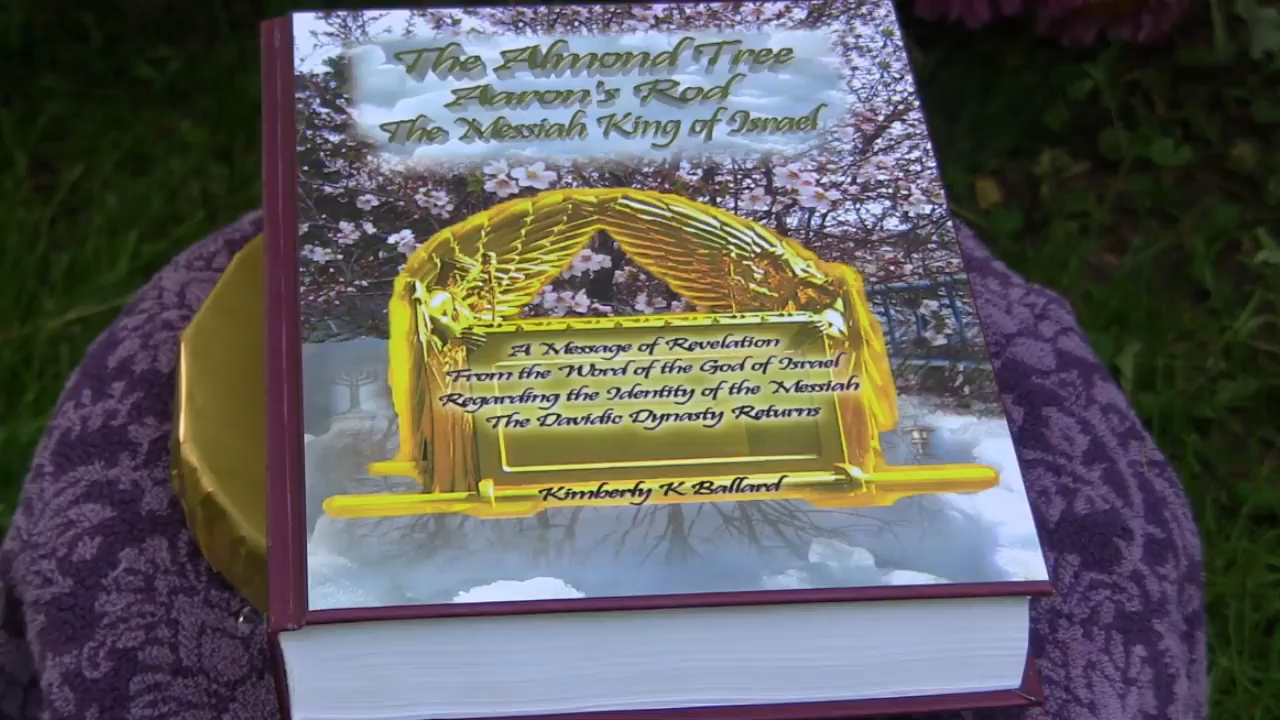 The Almond Tree
Aaron's Rod
The Messiah King of Israel
A Message of Revelation
From the Word of the God of Israel
Regarding the Identity of the Messiah
The Davidic Dynasty Returns
Kimberly K Ballard